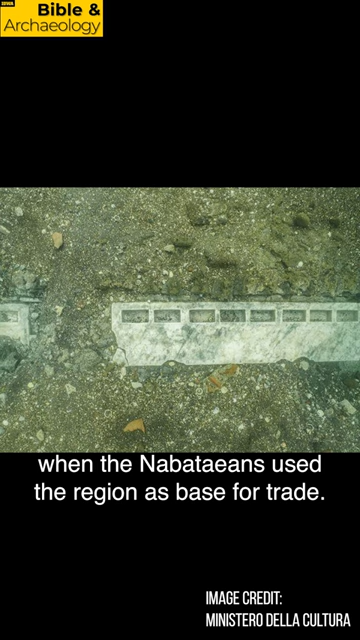 Bible &
Archaeology
when the Nabataeans used
the region as base for trade.
IMAGE CREDIT:
MINISTERO DELLA CULTURA